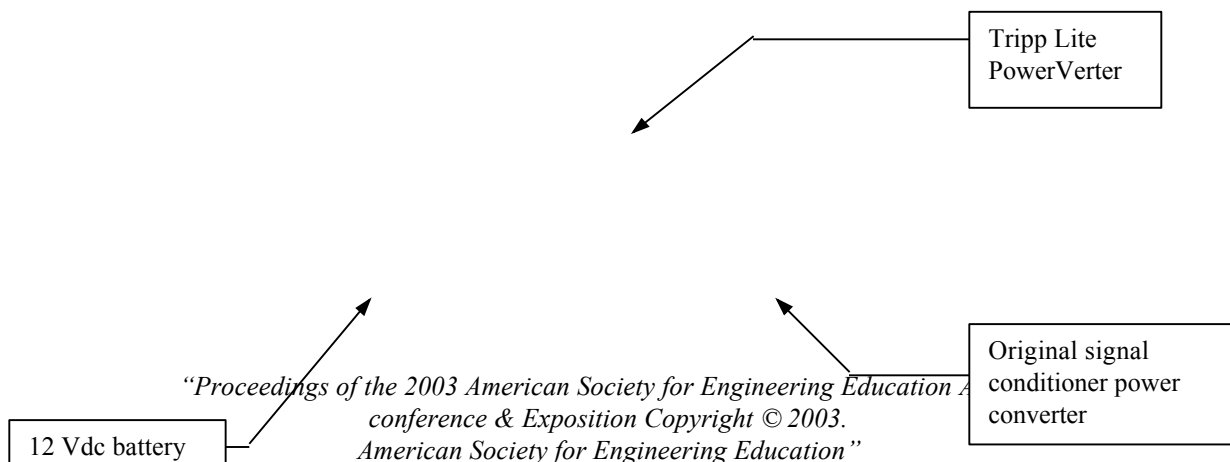 Tripp Lite
PowerVerter
Original signal
conditioner power
converter
“Proceedings of the 2003 American Society for Engineering Education
conference & Exposition Copyright © 2003.
American Society for Engineering Education”
12 Vdc battery